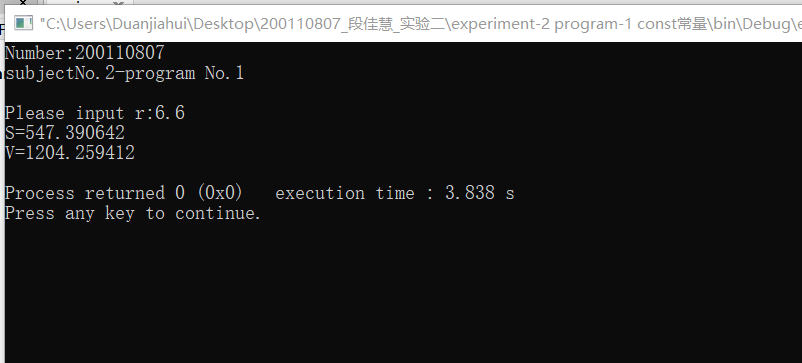 "C:\Users\Duanjiahui\Desktop\200110807_段佳慧_实验二\experiment-2 program-1 const常量\bin\Debug\e
Number:200110807
subjectNo.2-program No.1
Please input r:6.6
S=547.390642
V=1204.259412
Process returned 0 (0x0)   execution time : 3.838 s
Press any key to continue.